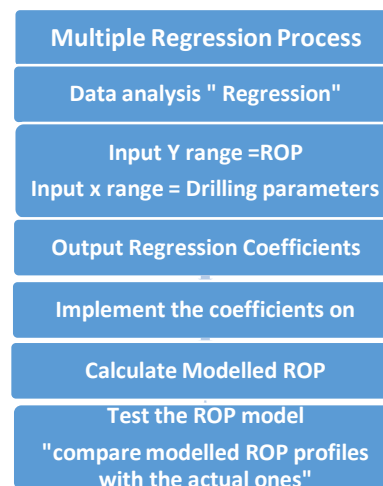 Multiple Regression Process
Data analysis " Regression"
Input Y range =ROP
Input x range = Drilling parameters
Output Regression Coefficients
Implement the coefficients on
Calculate Modelled ROP
Test the ROP model
"compare modelled ROP profiles
with the actual ones"